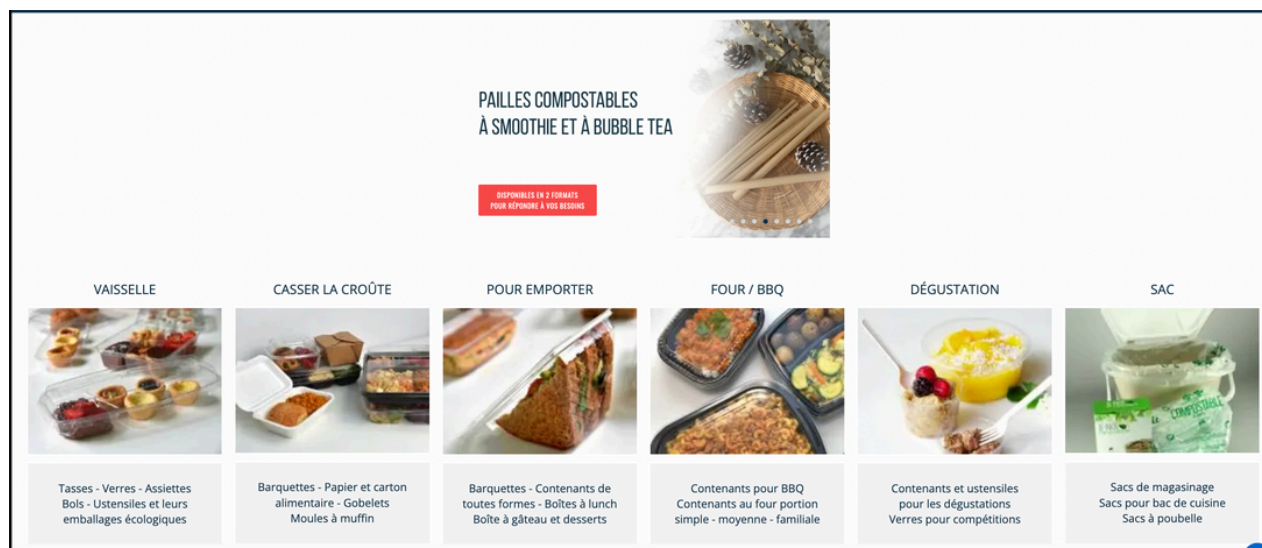 PAILLES COMPOSTABLES
À SMOOTHIE ET À BUBBLE TEA
DISPONIBLES EN 2 FORMATS
POUR RÉPONDRE À VOS BESOINS
VAISSELLE
CASSER LA CROÛTE
POUR EMPORTER
FOUR / BBQ
DÉGUSTATION
SAC
COMPOSTABLE
Tasses - Verres - Assiettes
Bols - Ustensiles et leurs
emballages écologiques
Barquettes - Papier et carton
alimentaire - Gobelets
Moules à muffin
Barquettes - Contenants de
toutes formes - Boîtes à lunch
Boîte à gâteau et desserts
Contenants pour BBQ
Contenants au four portion
simple - moyenne - familiale
Contenants et ustensiles
pour les dégustations
Verres pour compétitions
Sacs de magasinage
Sacs pour bac de cuisine
Sacs à poubelle